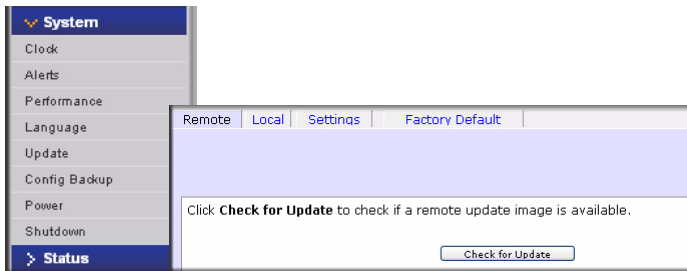 System
Clock
Alerts
Performance
Language
Update
Config Backup
Power
Shutdown
Status
Remote Local Settings Factory Default
Click Check for Update to check if a remote update image is available.
Check for Update